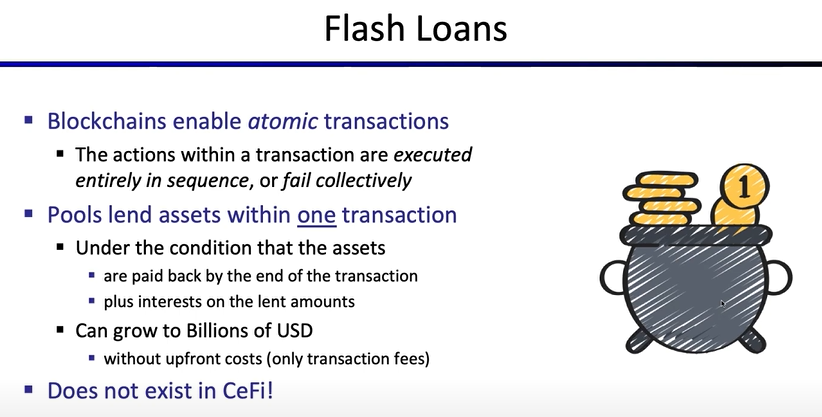 Flash Loans
▪ Blockchains enable atomic transactions
▪ The actions within a transaction are executed
entirely in sequence, or fail collectively
▪ Pools lend assets within one transaction
▪ Under the condition that the assets
▪ are paid back by the end of the transaction
▪ plus interests on the lent amounts
▪ Can grow to Billions of USD
▪ without upfront costs (only transaction fees)
▪ Does not exist in CeFi!
1